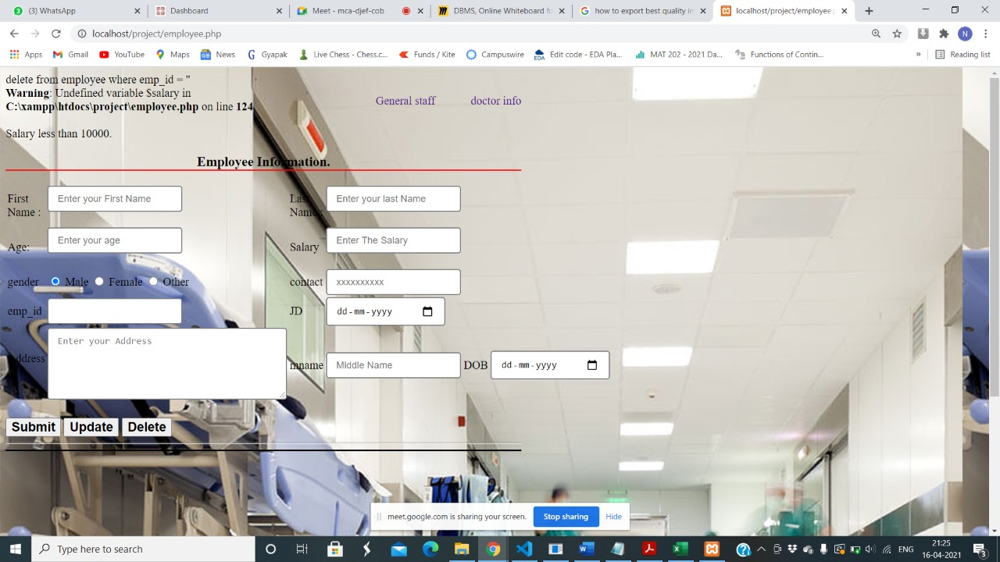 (3) WhatsApp
Dashboard
Meet - mca-djef-cob
DBMS, Online Whiteboard fo
how to export best quality in
localhost/project/employee.p
localhost/project/employee.php
Apps Gmail YouTube Maps News Gyapak Live Chess - Chess.c... Funds / Kite Campuswire Edit code - EDA Pla... MAT 202 - 2021 Da... Functions of Contin... » Reading list
delete from employee where emp_id = ''
Warning: Undefined variable $salary in
C:\xampp\htdocs\project\employee.php on line 124
General staff doctor info
Salary less than 10000.
Employee Information.
First Name : Enter your First Name
Last Name : Enter your last Name
Age: Enter your age
Salary Enter The Salary
gender Male Female Other
contact xxxxxxxxxx
emp_id
JD dd-mm-yyyy
Address Enter your Address
mname Middle Name DOB dd-mm-yyyy
Submit Update Delete
meet.google.com is sharing your screen. Stop sharing Hide
Type here to search
ENG
21:25
16-04-2021
3